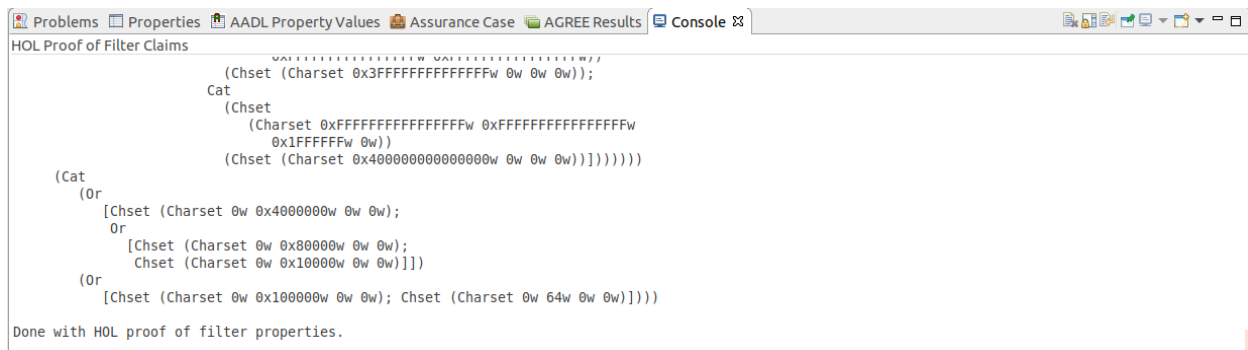 Problems Properties AADL Property Values Assurance Case AGREE Results Console
HOL Proof of Filter Claims
(Chset (Charset 0x3FFFFFFFFFFFFFFw 0w 0w 0w));
Cat
(Chset
(Charset 0xFFFFFFFFFFFFFFFFw 0xFFFFFFFFFFFFFFFFw
0x1FFFFFFw 0w))
(Chset (Charset 0x400000000000000w 0w 0w 0w))]))))))
(Cat
(Or
[Chset (Charset 0w 0x4000000w 0w 0w);
Or
[Chset (Charset 0w 0x80000w 0w 0w);
Chset (Charset 0w 0x10000w 0w 0w)]])
(Or
[Chset (Charset 0w 0x100000w 0w 0w); Chset (Charset 0w 64w 0w 0w)])))
Done with HOL proof of filter properties.